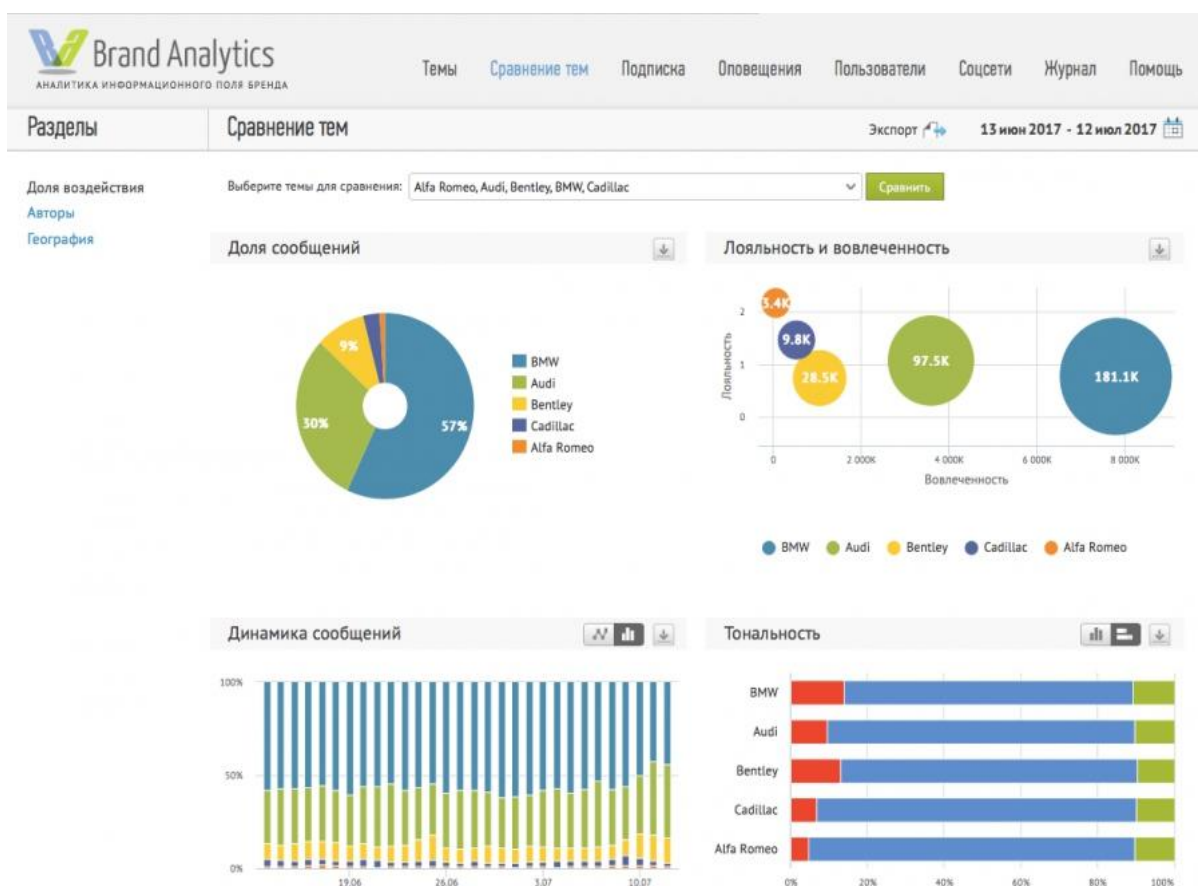 Brand Analytics
АНАЛИТИКА ИНФОРМАЦИОННОГО ПОЛЯ БРЕНДА
Темы Сравнение тем Подписка Оповещения Пользователи Соцсети Журнал Помощь
Разделы
Сравнение тем
Экспорт
13 июн 2017 - 12 июл 2017
Доля воздействия
Авторы
География
Выберите темы для сравнения: Alfa Romeo, Audi, Bentley, BMW, Cadillac Сравнить
Доля сообщений
9%
30%
57%
BMW
Audi
Bentley
Cadillac
Alfa Romeo
Лояльность и вовлеченность
Лояльность
2
1
0
3.4K
9.8K
28.5K
97.5K
181.1K
0 2 000K 4 000K 6 000K 8 000K
Вовлеченность
BMW Audi Bentley Cadillac Alfa Romeo
Динамика сообщений
100%
50%
0%
19.06 26.06 3.07 10.07
Тональность
BMW
Audi
Bentley
Cadillac
Alfa Romeo
0% 20% 40% 60% 80% 100%